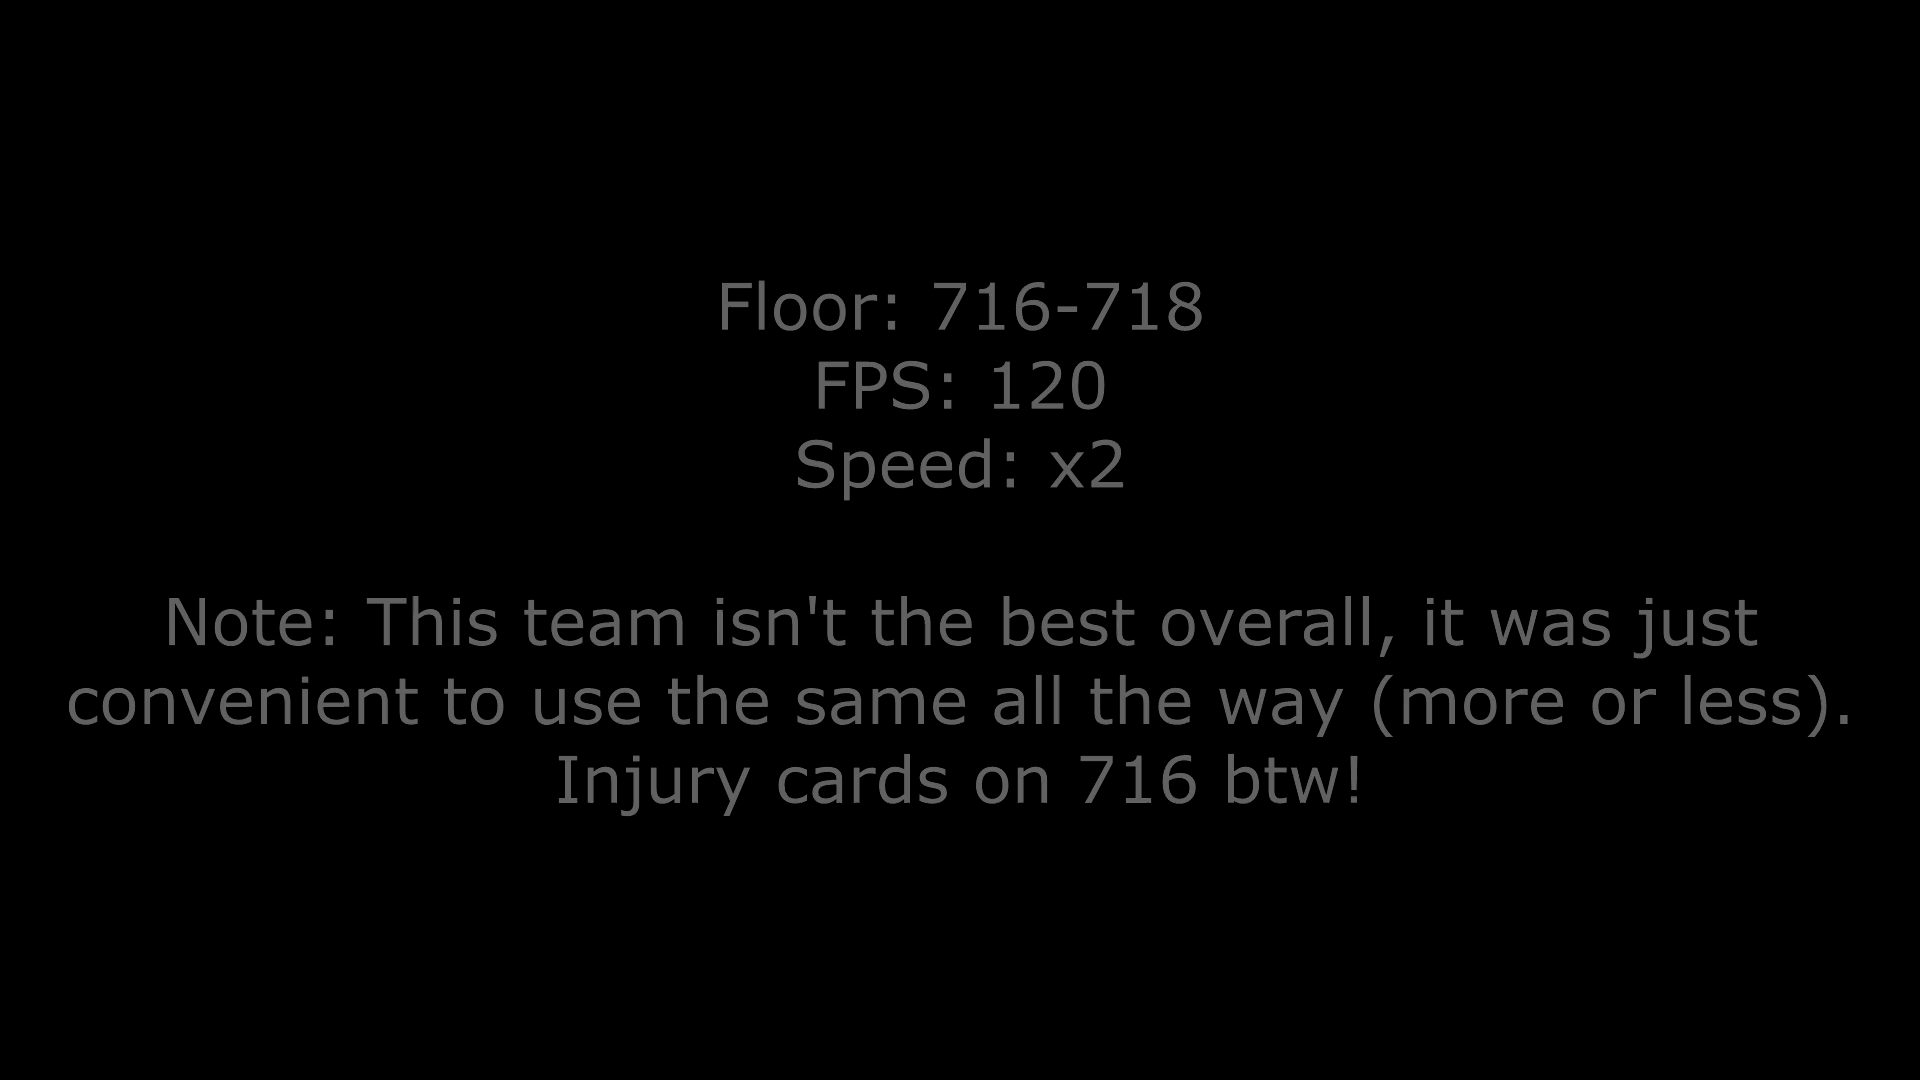 Floor: 716-718
FPS: 120
Speed: x2
Note: This team isn't the best overall, it was just
convenient to use the same all the way (more or less).
Injury cards on 716 btw!